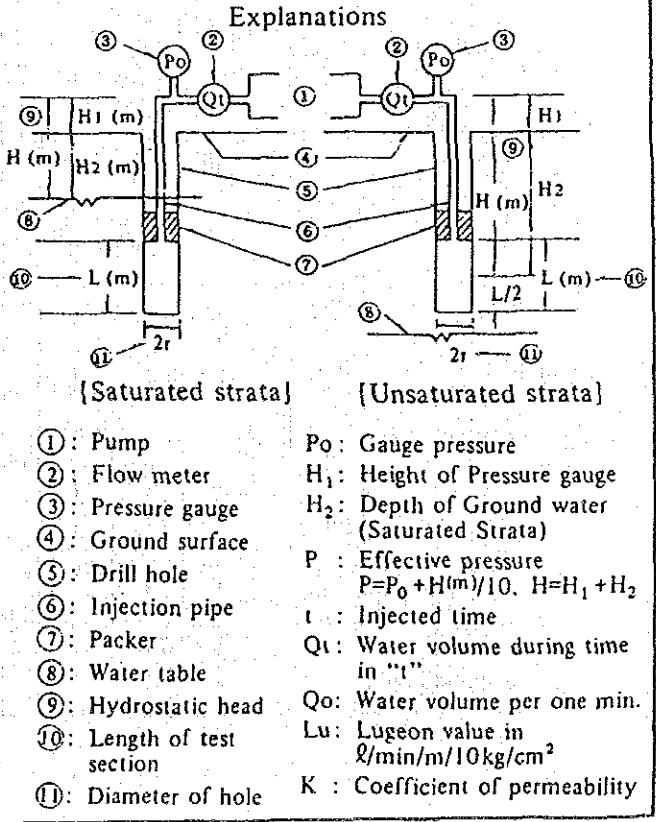 Explanations
③ ② ② ③
Po Qt ① Qt Po
⑨ H1 (m) H1
④ ⑨
H (m) H2 (m) ⑤ H (m) H2
⑧ ⑥
⑦
⑩ L (m) L (m) ⑩
L/2
⑧
2r 2r ⑪
⑪
{Saturated strata} {Unsaturated strata}
①: Pump
②: Flow meter
③: Pressure gauge
④: Ground surface
⑤: Drill hole
⑥: Injection pipe
⑦: Packer
⑧: Water table
⑨: Hydrostatic head
⑩: Length of test
section
⑪: Diameter of hole
Po: Gauge pressure
H₁: Height of Pressure gauge
H₂: Depth of Ground water
(Saturated Strata)
P : Effective pressure
P=P₀+H(m)/10. H=H₁+H₂
t : Injected time
Qt: Water volume during time
in "t"
Qo: Water volume per one min.
Lu: Lugeon value in
ℓ/min/m/10kg/cm²
K : Coefficient of permeability